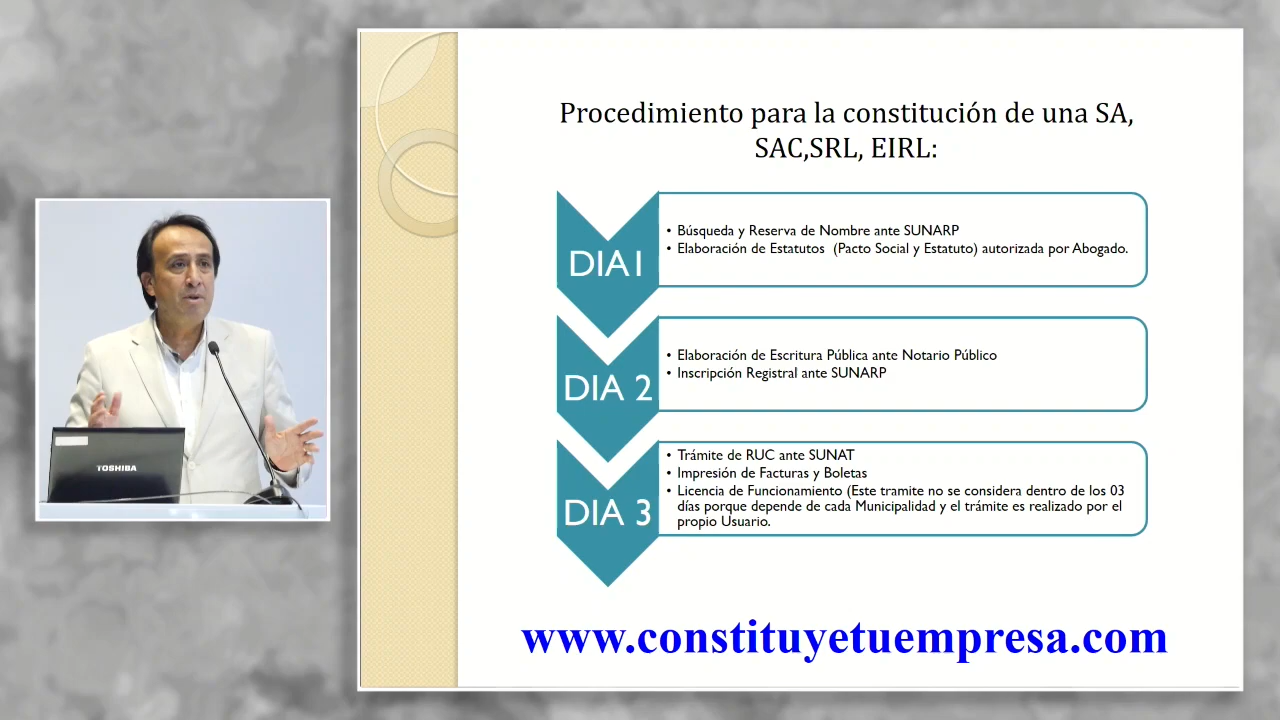 Procedimiento para la constitución de una SA,
SAC,SRL, EIRL:
DIA1
• Búsqueda y Reserva de Nombre ante SUNARP
• Elaboración de Estatutos (Pacto Social y Estatuto) autorizada por Abogado.
DIA 2
• Elaboración de Escritura Pública ante Notario Público
• Inscripción Registral ante SUNARP
DIA 3
• Trámite de RUC ante SUNAT
• Impresión de Facturas y Boletas
• Licencia de Funcionamiento (Este tramite no se considera dentro de los 03
días porque depende de cada Municipalidad y el trámite es realizado por el
propio Usuario.
www.constituyetuempresa.com
TOSHIBA